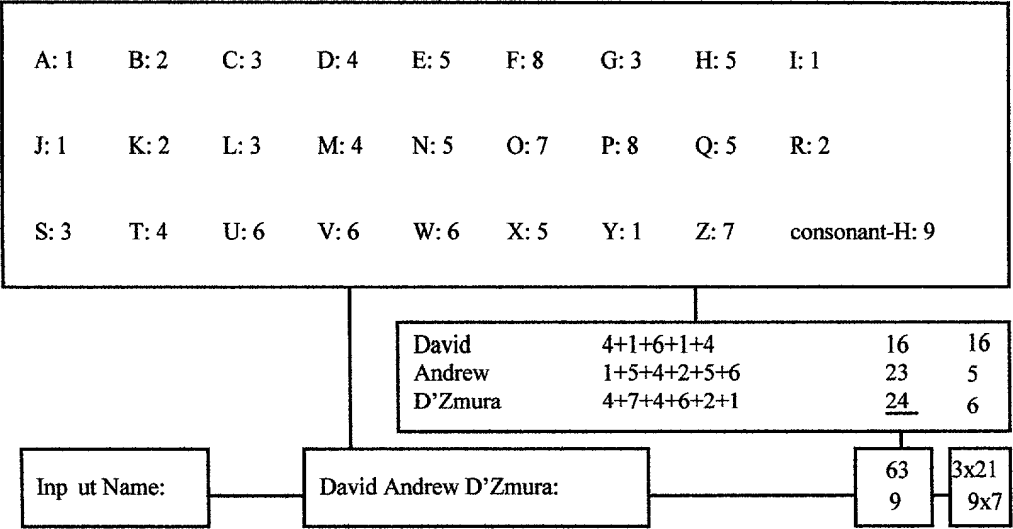 A: 1 B: 2 C: 3 D: 4 E: 5 F: 8 G: 3 H: 5 I: 1
J: 1 K: 2 L: 3 M: 4 N: 5 O: 7 P: 8 Q: 5 R: 2
S: 3 T: 4 U: 6 V: 6 W: 6 X: 5 Y: 1 Z: 7 consonant-H: 9
David 4+1+6+1+4 16 16
Andrew 1+5+4+2+5+6 23 5
D'Zmura 4+7+4+6+2+1 24 6
Inp ut Name: David Andrew D'Zmura: 63 3x21
9 9x7